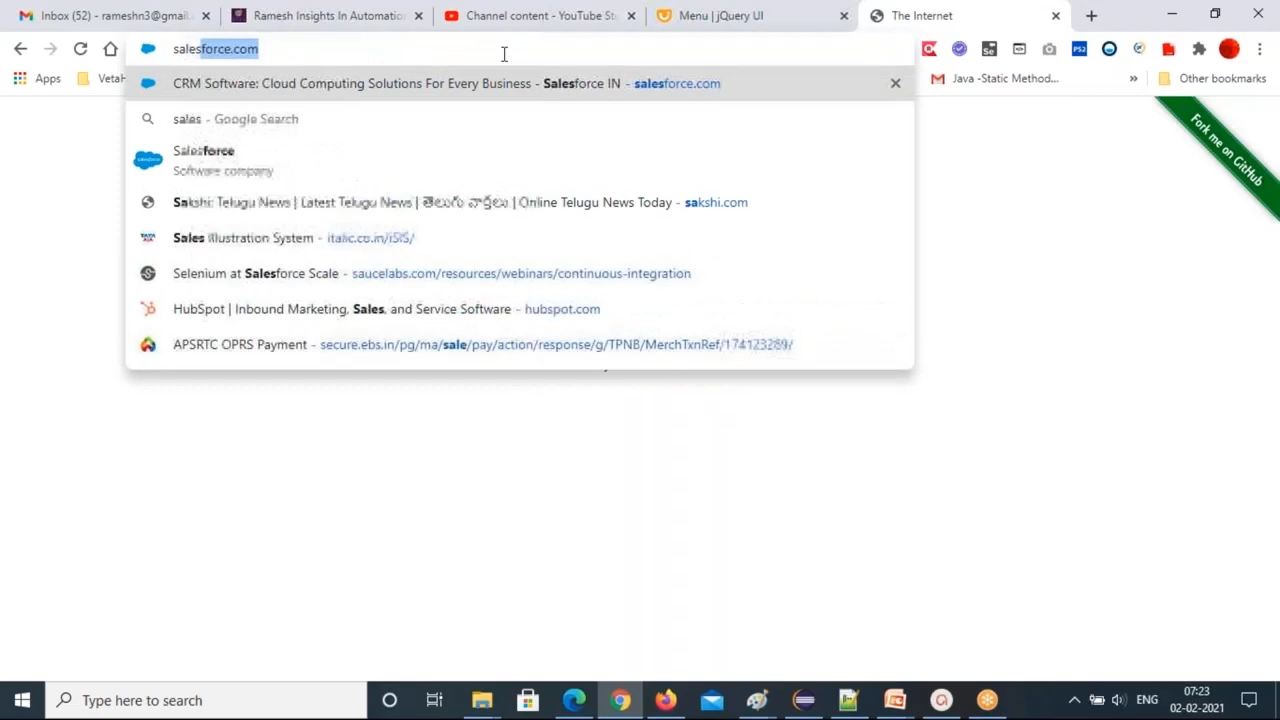 Inbox (52) - rameshn3@gmail.
Ramesh Insights In Automatio
Channel content - YouTube St
Menu | jQuery UI
The Internet
salesforce.com
CRM Software: Cloud Computing Solutions For Every Business - Salesforce IN - salesforce.com
sales - Google Search
Salesforce
Software company
Sakshi: Telugu News | Latest Telugu News | తెలుగు వార్తలు | Online Telugu News Today - sakshi.com
Sales Illustration System - italic.co.in/iSIS/
Selenium at Salesforce Scale - saucelabs.com/resources/webinars/continuous-integration
HubSpot | Inbound Marketing, Sales, and Service Software - hubspot.com
APSRTC OPRS Payment - secure.ebs.in/pg/ma/sale/pay/action/response/g/TPNB/MerchTxnRef/174123289/
Apps
VetaH
Java -Static Method...
»
Other bookmarks
Fork me on GitHub
Type here to search
ENG
07:23
02-02-2021